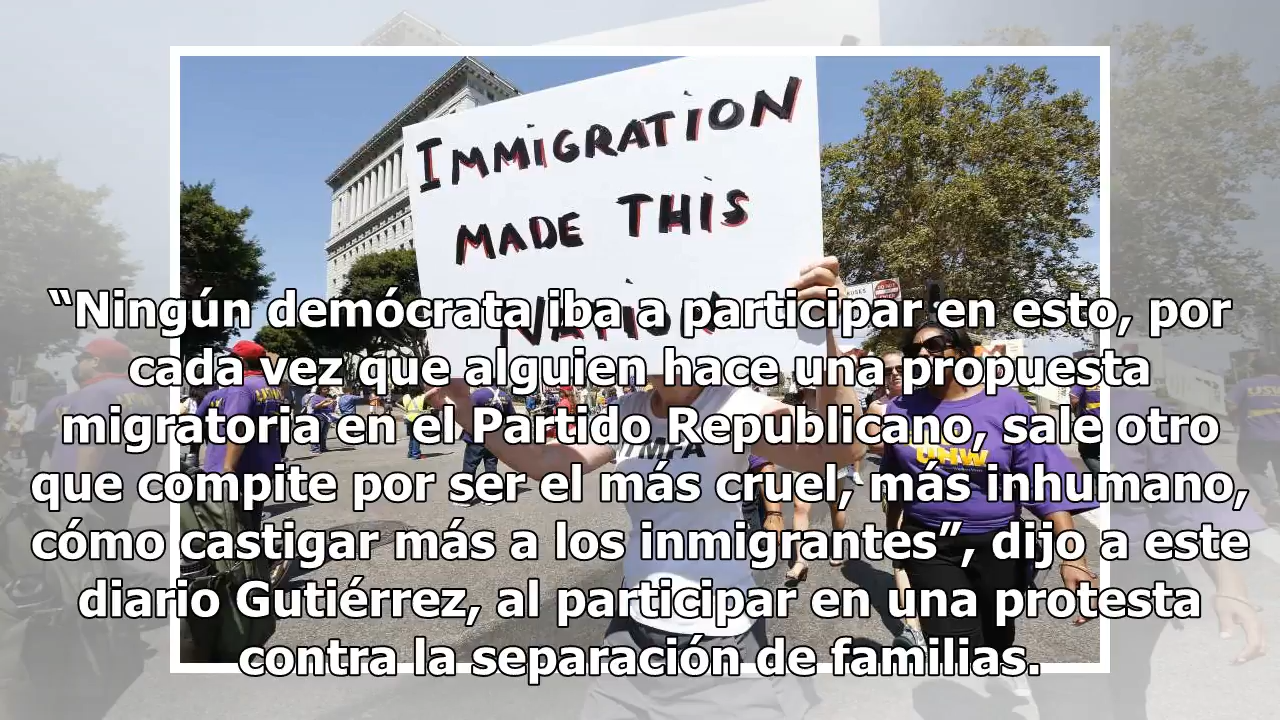 IMMIGRATION
MADE THIS
NATION
“Ningún demócrata iba a participar en esto, por
cada vez que alguien hace una propuesta
migratoria en el Partido Republicano, sale otro
que compite por ser el más cruel, más inhumano,
cómo castigar más a los inmigrantes”, dijo a este
diario Gutiérrez, al participar en una protesta
contra la separación de familias.
UHW